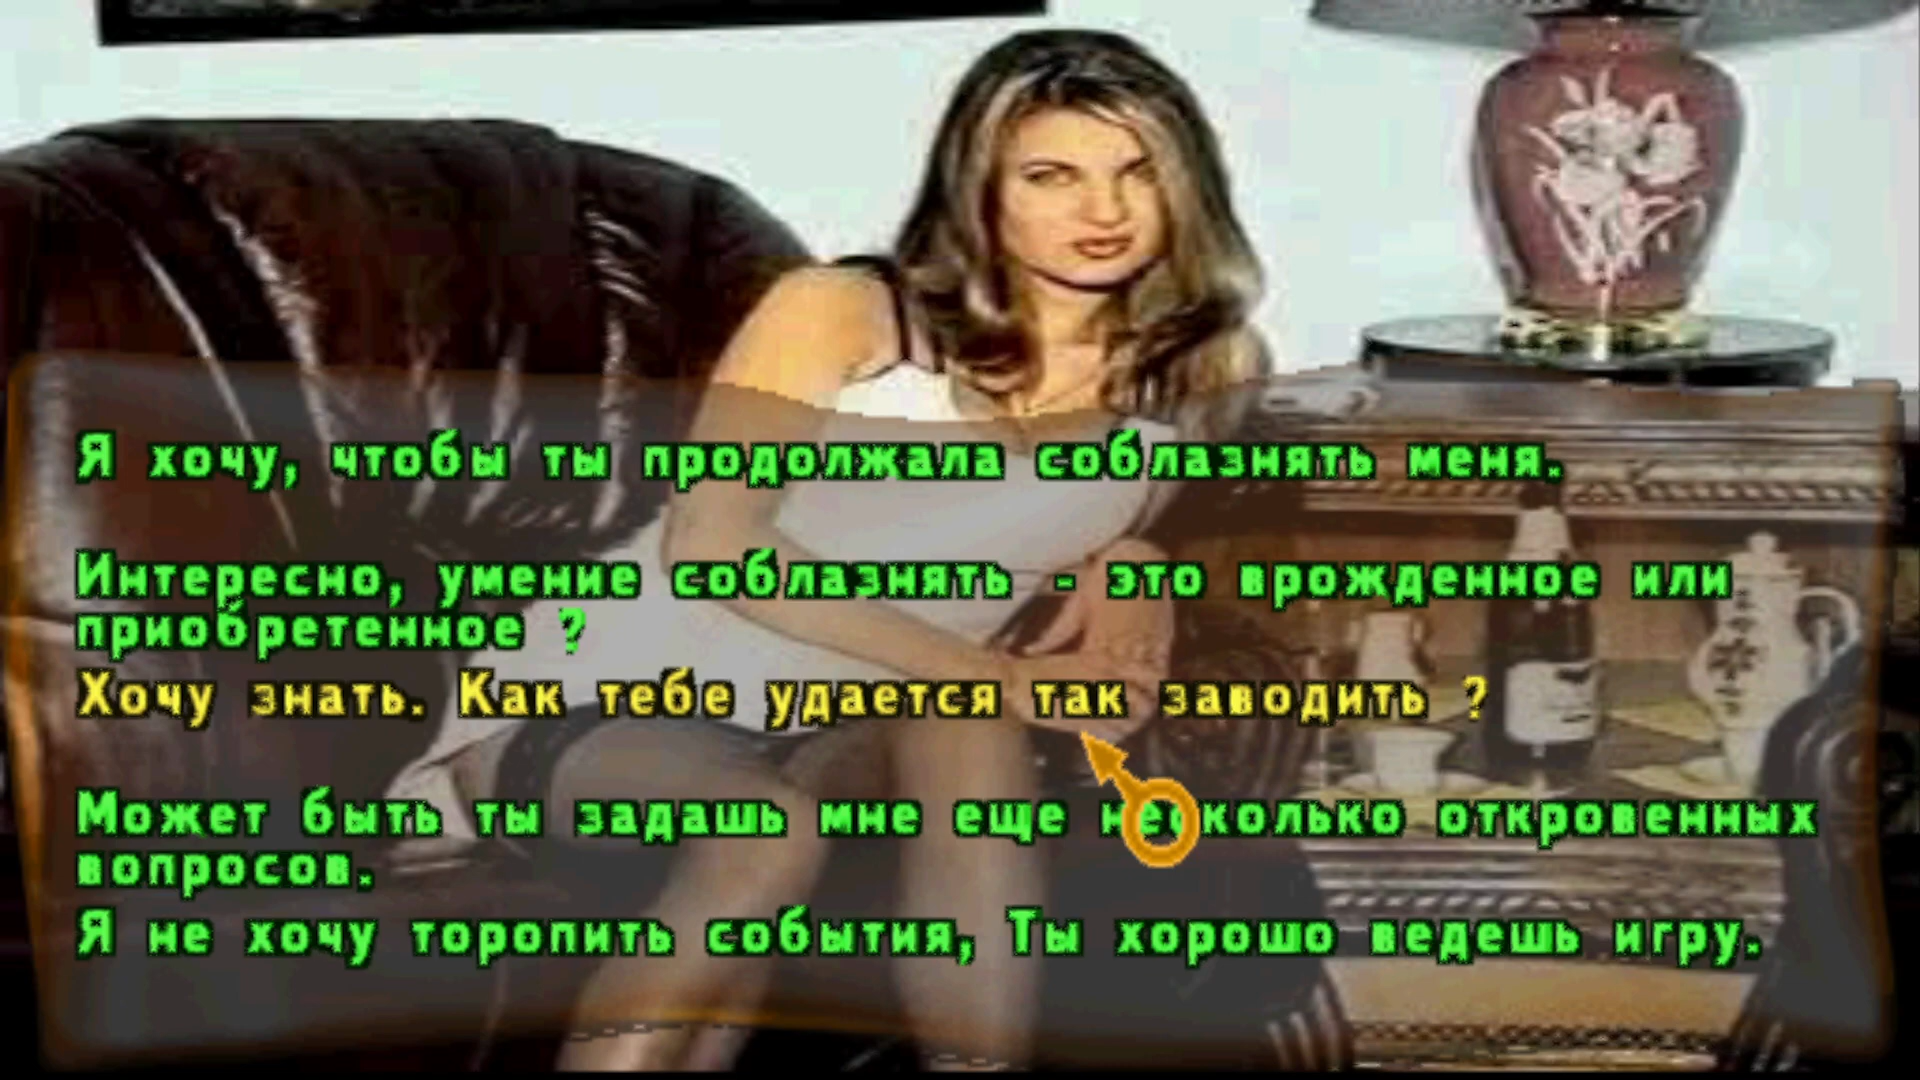 Я хочу, чтобы ты продолжала соблазнять меня.
Интересно, умение соблазнять - это врожденное или
приобретенное ?
Хочу знать. Как тебе удается так заводить ?
Может быть ты задашь мне еще несколько откровенных
вопросов.
Я не хочу торопить события, Ты хорошо ведешь игру.